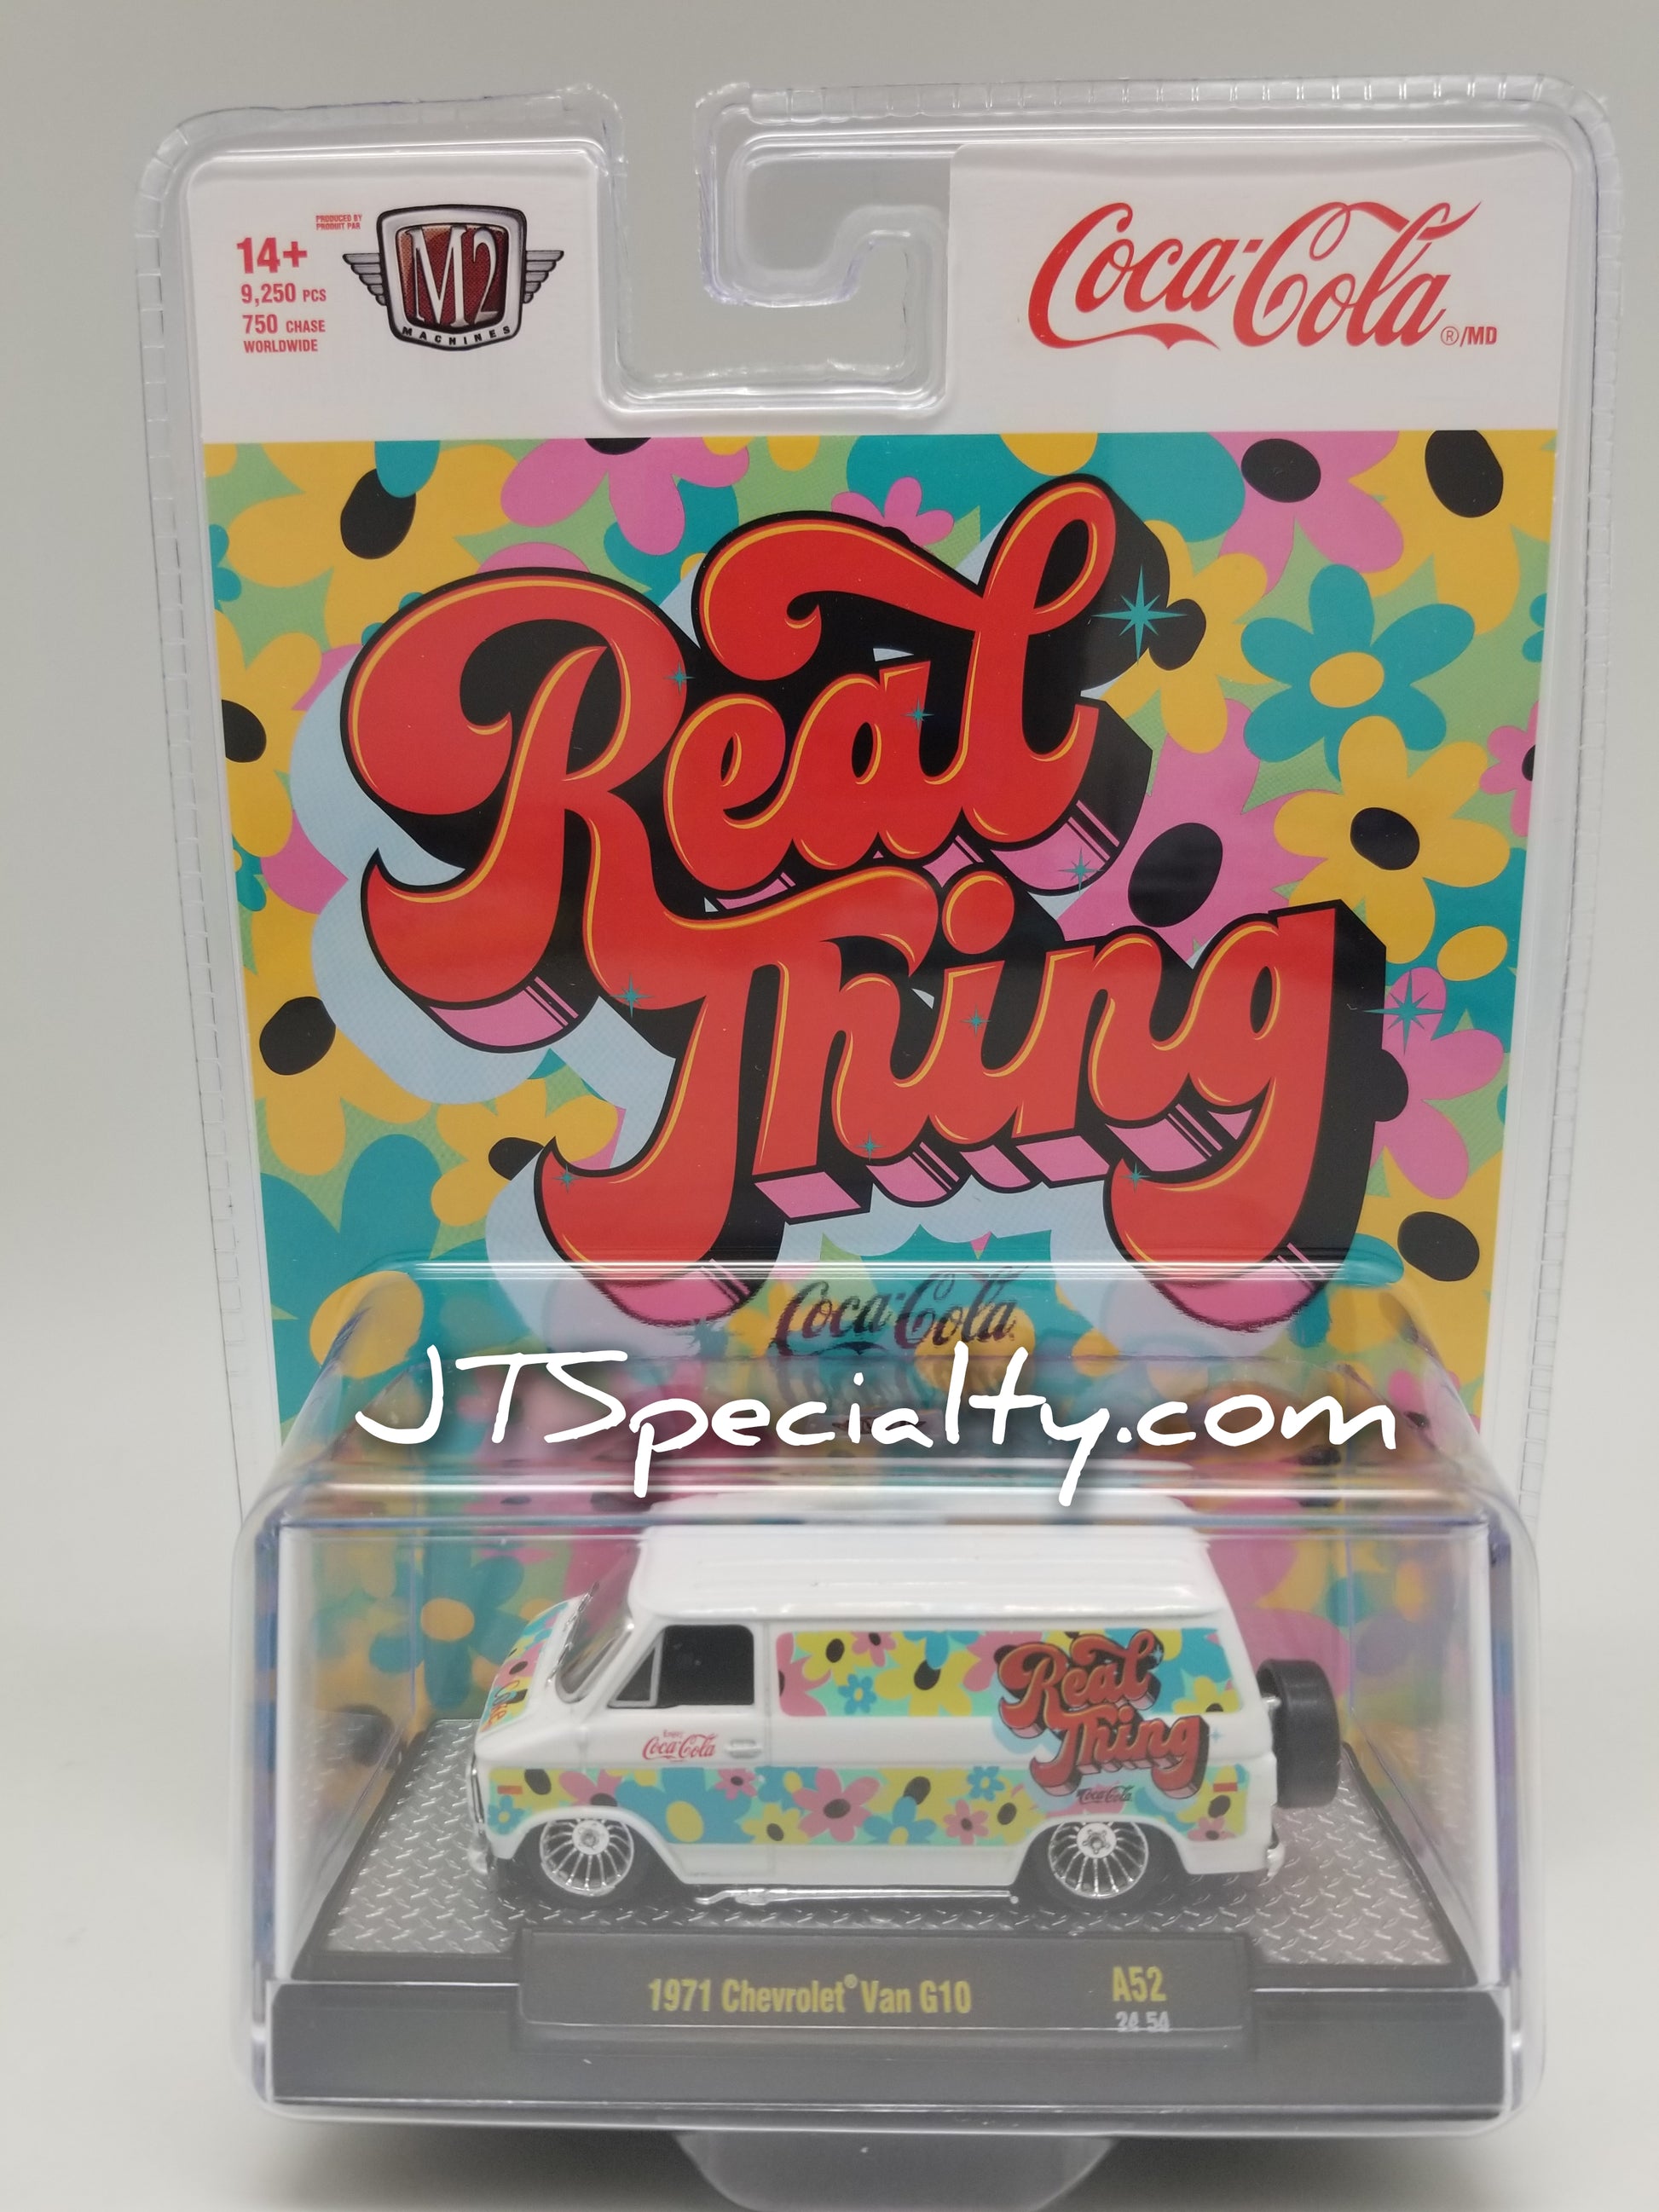 PRODUCED BY
PRODUIT PAR
14+
9,250 PCS
750 CHASE
WORLDWIDE
M2
MACHINES
Coca-Cola ®/MD
Real
Thing
Coca-Cola
JTSpecialty.com
Real
Thing
Enjoy
Coca-Cola
Coca-Cola
1971 Chevrolet® Van G10 A52
24 54